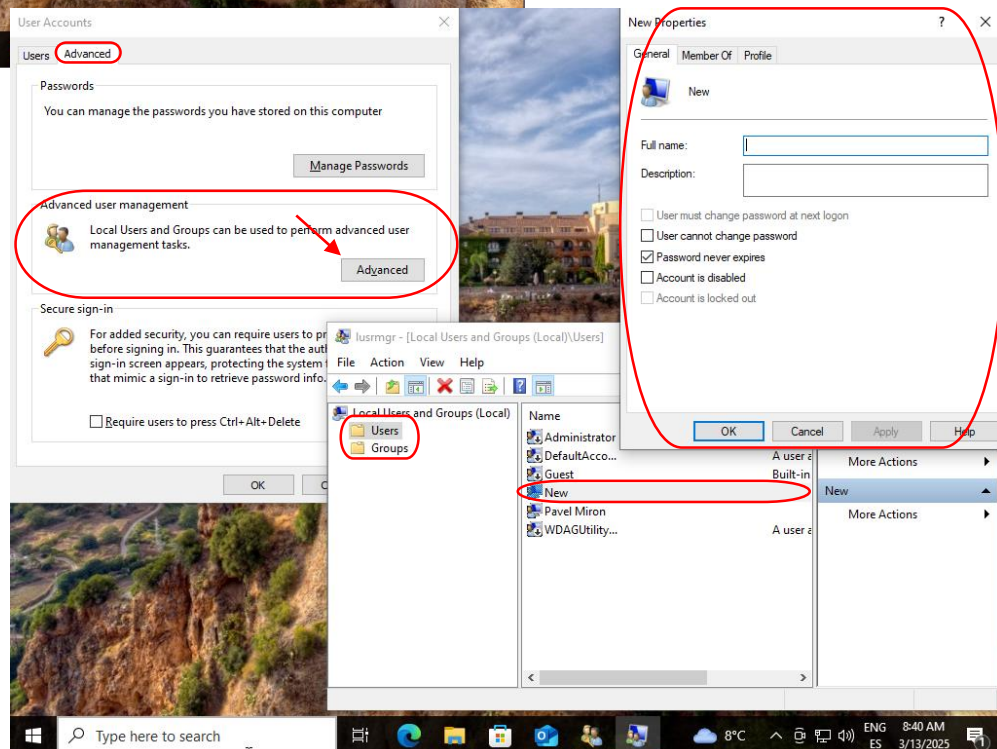 User Accounts
Users
Advanced
Passwords
You can manage the passwords you have stored on this computer
Manage Passwords
Advanced user management
Local Users and Groups can be used to perform advanced user
management tasks.
Advanced
Secure sign-in
For added security, you can require users to pr
before signing in. This guarantees that the aut
sign-in screen appears, protecting the system
that mimic a sign-in to retrieve password info.
Require users to press Ctrl+Alt+Delete
OK
C
New Properties
?
General
Member Of
Profile
New
Full name:
Description:
User must change password at next logon
User cannot change password
Password never expires
Account is disabled
Account is locked out
OK
Cancel
Apply
Help
lusrmgr - [Local Users and Groups (Local)\Users]
File Action View Help
Local Users and Groups (Local)
Users
Groups
Name
Administrator
DefaultAcco... A user a
Guest Built-in
New
Pavel Miron
WDAGUtility... A user a
More Actions
New
More Actions
Type here to search
8°C
ENG
ES
8:40 AM
3/13/2025
1